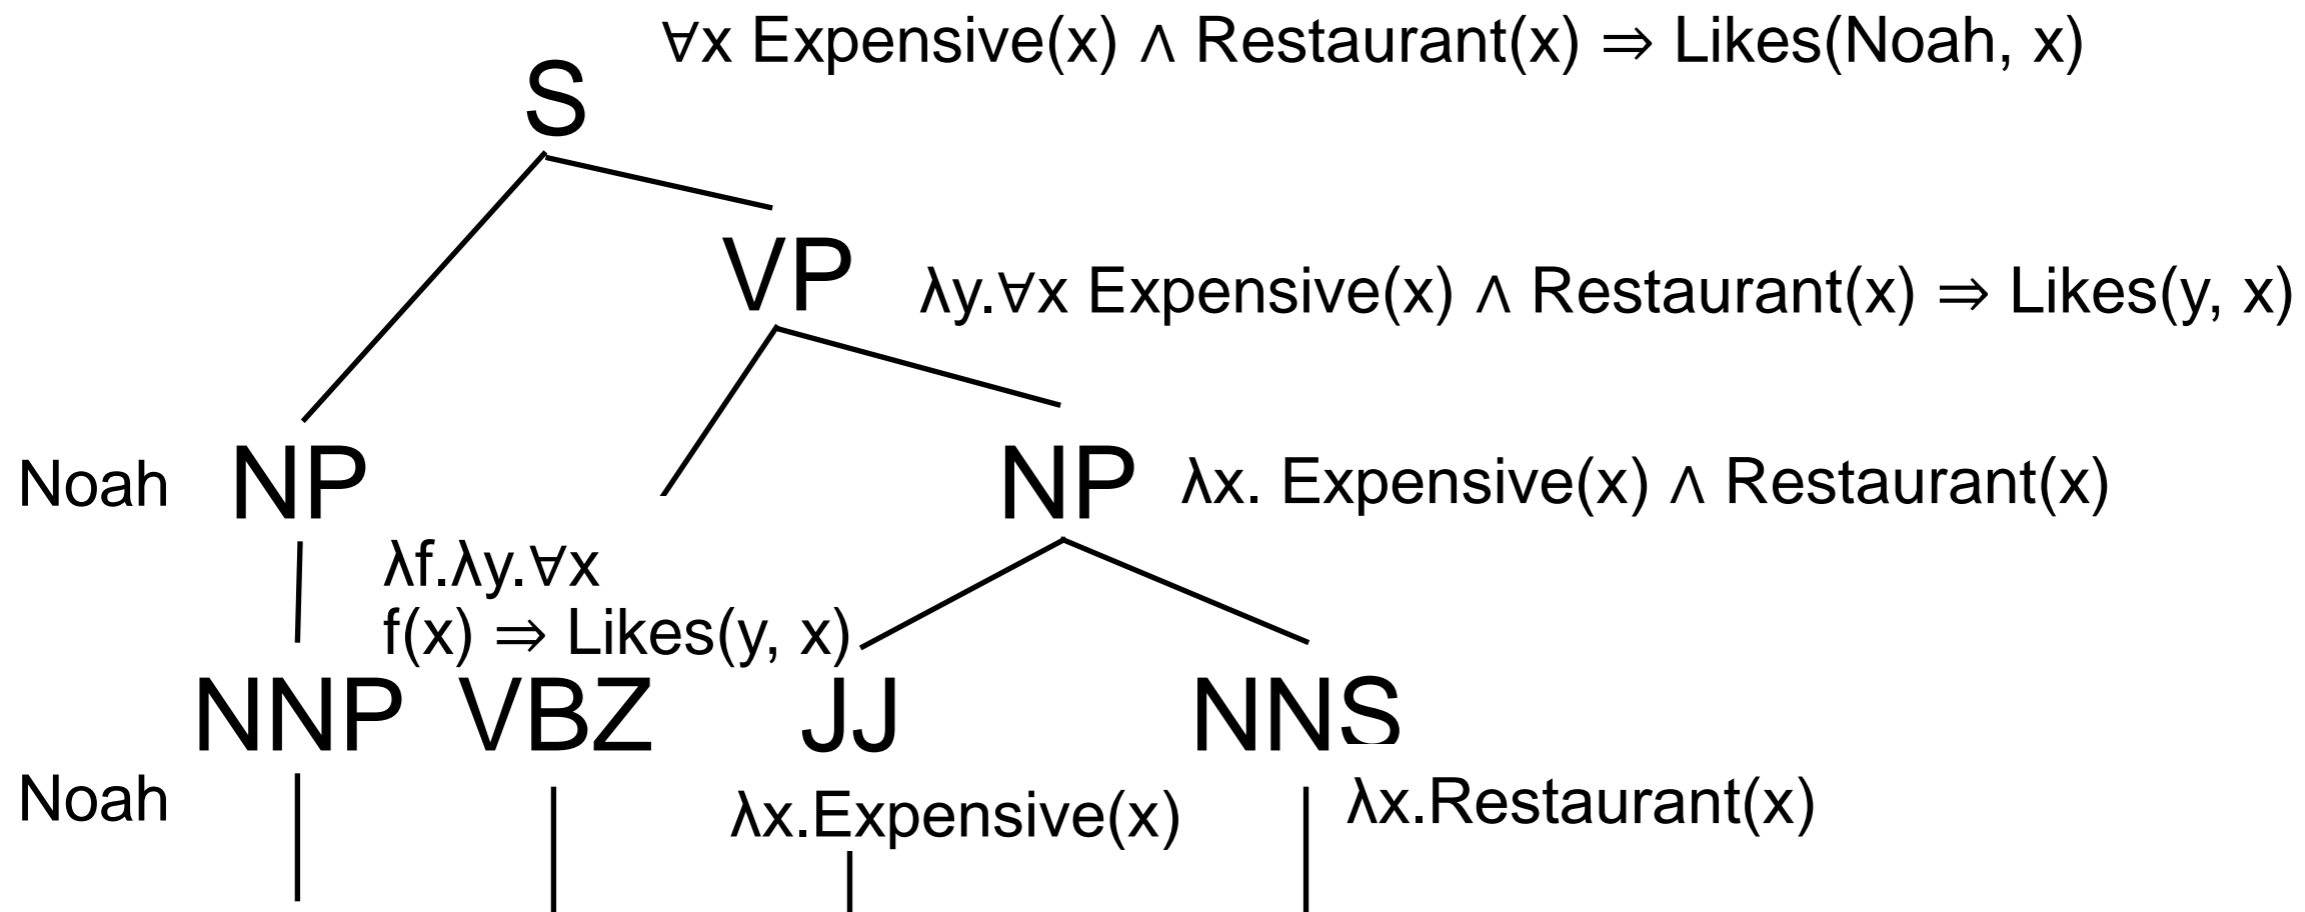 ∀x Expensive(x) ∧ Restaurant(x) ⇒ Likes(Noah, x)
S
VP
λy.∀x Expensive(x) ∧ Restaurant(x) ⇒ Likes(y, x)
Noah
NP
NP
λx. Expensive(x) ∧ Restaurant(x)
λf.λy.∀x
f(x) ⇒ Likes(y, x)
NNP
VBZ
JJ
NNS
Noah
λx.Expensive(x)
λx.Restaurant(x)